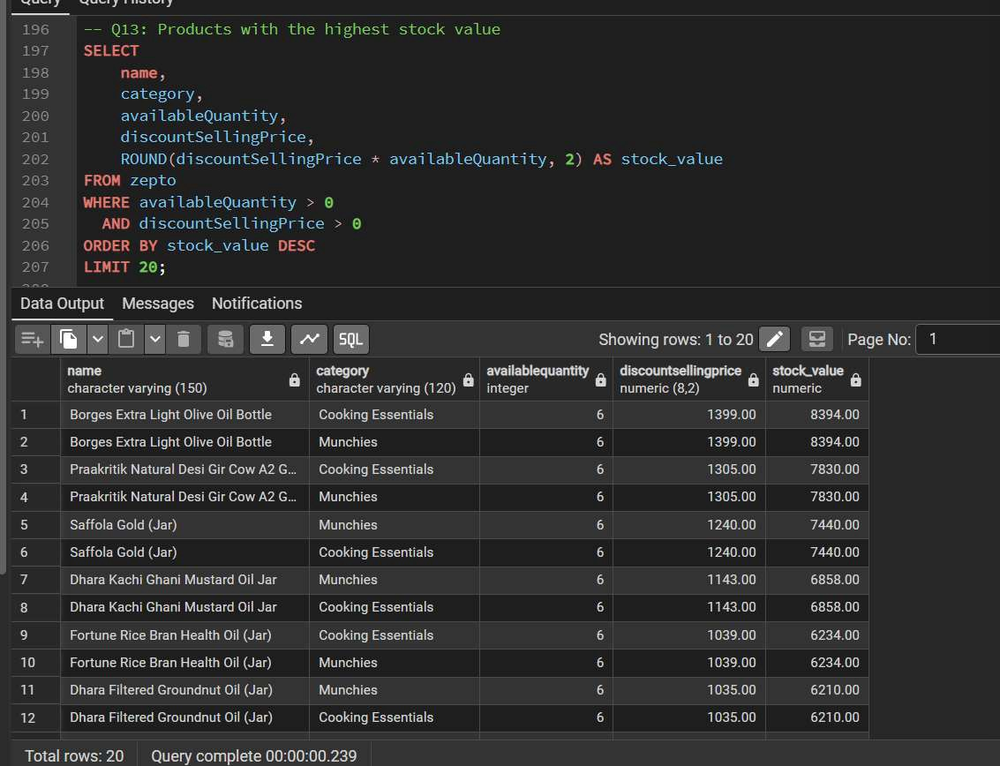 Query Query History
196 -- Q13: Products with the highest stock value
197 SELECT
198 name,
199 category,
200 availableQuantity,
201 discountSellingPrice,
202 ROUND(discountSellingPrice * availableQuantity, 2) AS stock_value
203 FROM zepto
204 WHERE availableQuantity > 0
205 AND discountSellingPrice > 0
206 ORDER BY stock_value DESC
207 LIMIT 20;
Data Output Messages Notifications
SQL Showing rows: 1 to 20 Page No: 1
name category availablequantity discountsellingprice stock_value
character varying (150) character varying (120) integer numeric (8,2) numeric
1 Borges Extra Light Olive Oil Bottle Cooking Essentials 6 1399.00 8394.00
2 Borges Extra Light Olive Oil Bottle Munchies 6 1399.00 8394.00
3 Praakritik Natural Desi Gir Cow A2 G... Cooking Essentials 6 1305.00 7830.00
4 Praakritik Natural Desi Gir Cow A2 G... Munchies 6 1305.00 7830.00
5 Saffola Gold (Jar) Munchies 6 1240.00 7440.00
6 Saffola Gold (Jar) Cooking Essentials 6 1240.00 7440.00
7 Dhara Kachi Ghani Mustard Oil Jar Munchies 6 1143.00 6858.00
8 Dhara Kachi Ghani Mustard Oil Jar Cooking Essentials 6 1143.00 6858.00
9 Fortune Rice Bran Health Oil (Jar) Cooking Essentials 6 1039.00 6234.00
10 Fortune Rice Bran Health Oil (Jar) Munchies 6 1039.00 6234.00
11 Dhara Filtered Groundnut Oil (Jar) Munchies 6 1035.00 6210.00
12 Dhara Filtered Groundnut Oil (Jar) Cooking Essentials 6 1035.00 6210.00
Total rows: 20 Query complete 00:00:00.239